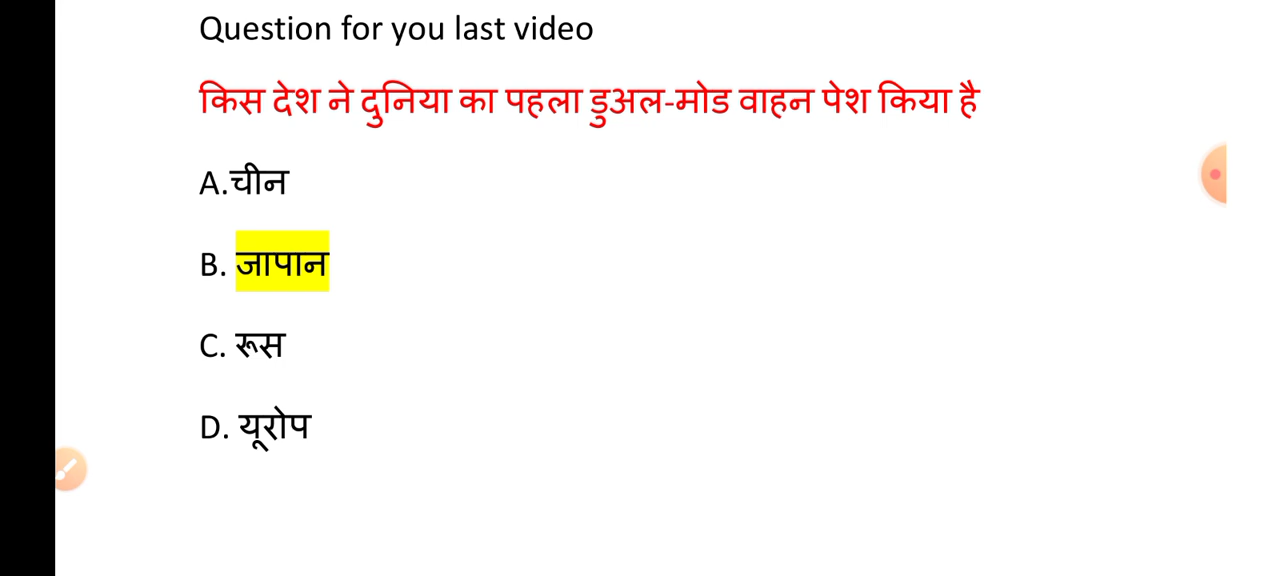 Question for you last video
किस देश ने दुनिया का पहला डुअल-मोड वाहन पेश किया है
A.चीन
B. जापान
C. रूस
D. यूरोप